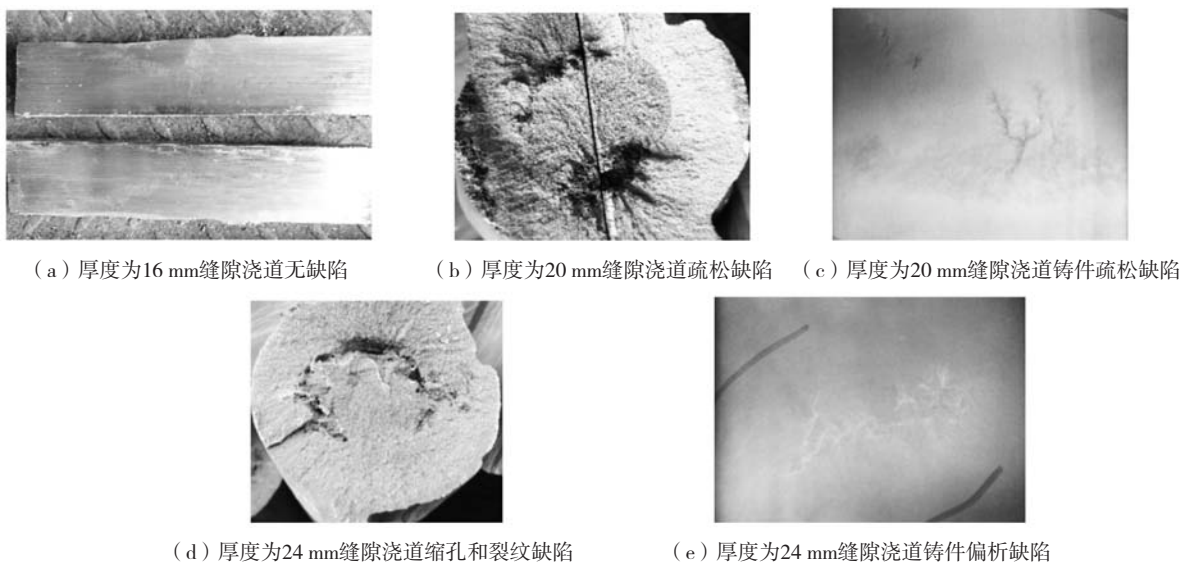 （a）厚度为16 mm缝隙浇道无缺陷
（b）厚度为20 mm缝隙浇道疏松缺陷
（c）厚度为20 mm缝隙浇道铸件疏松缺陷
（d）厚度为24 mm缝隙浇道缩孔和裂纹缺陷
（e）厚度为24 mm缝隙浇道铸件偏析缺陷